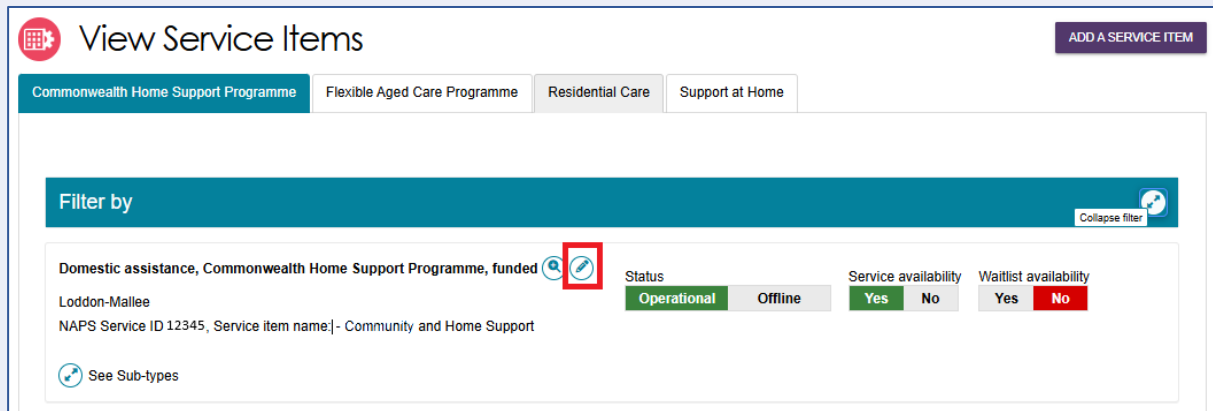 View Service Items
ADD A SERVICE ITEM
Commonwealth Home Support Programme
Flexible Aged Care Programme
Residential Care
Support at Home
Filter by
Collapse filter
Domestic assistance, Commonwealth Home Support Programme, funded
Loddon-Mallee
NAPS Service ID 12345, Service item name:| - Community and Home Support
See Sub-types
Status
Operational Offline
Service availability
Yes No
Waitlist availability
Yes No